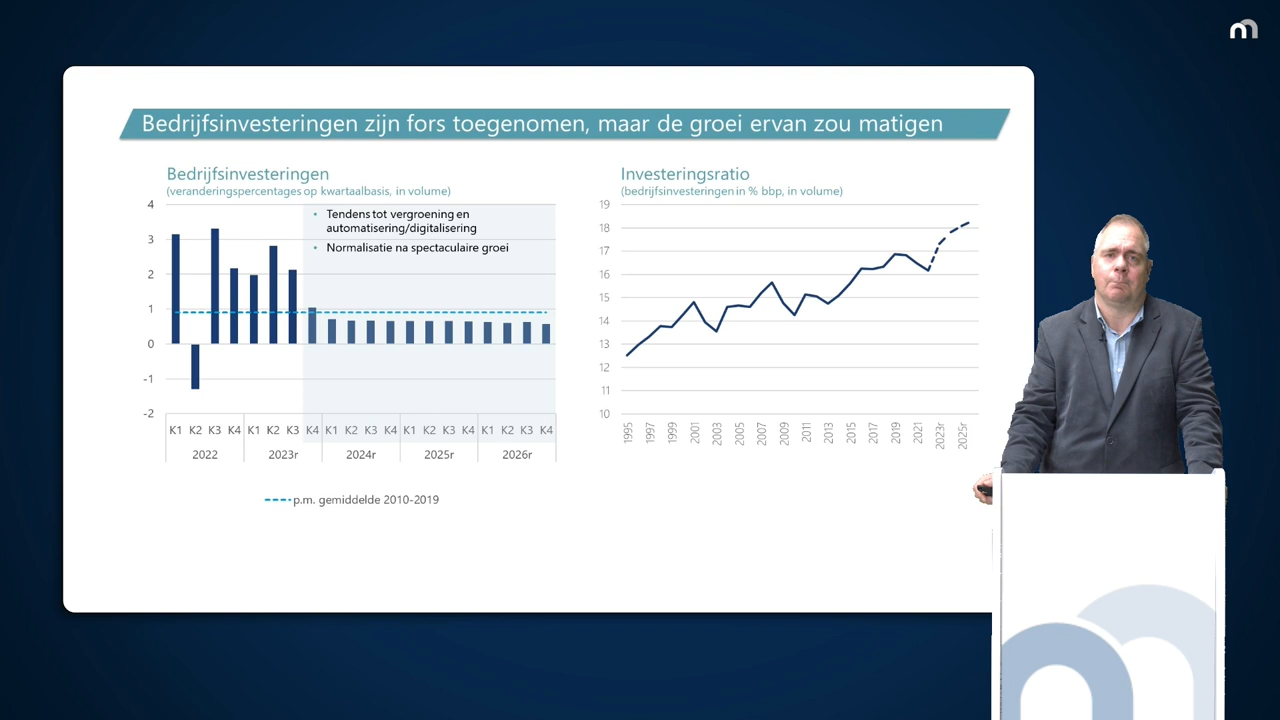 Bedrijfsinvesteringen zijn fors toegenomen, maar de groei ervan zou matigen
Bedrijfsinvesteringen
(veranderingspercentages op kwartaalbasis, in volume)
4
3
2
1
0
-1
-2
• Tendens tot vergroening en
automatisering/digitalisering
• Normalisatie na spectaculaire groei
K1 K2 K3 K4 K1 K2 K3 K4 K1 K2 K3 K4 K1 K2 K3 K4 K1 K2 K3 K4
2022 2023r 2024r 2025r 2026r
p.m. gemiddelde 2010-2019
Investeringsratio
(bedrijfsinvesteringen in % bbp, in volume)
19
18
17
16
15
14
13
12
11
10
1995 1997 1999 2001 2003 2005 2007 2009 2011 2013 2015 2017 2019 2021 2023r 2025r